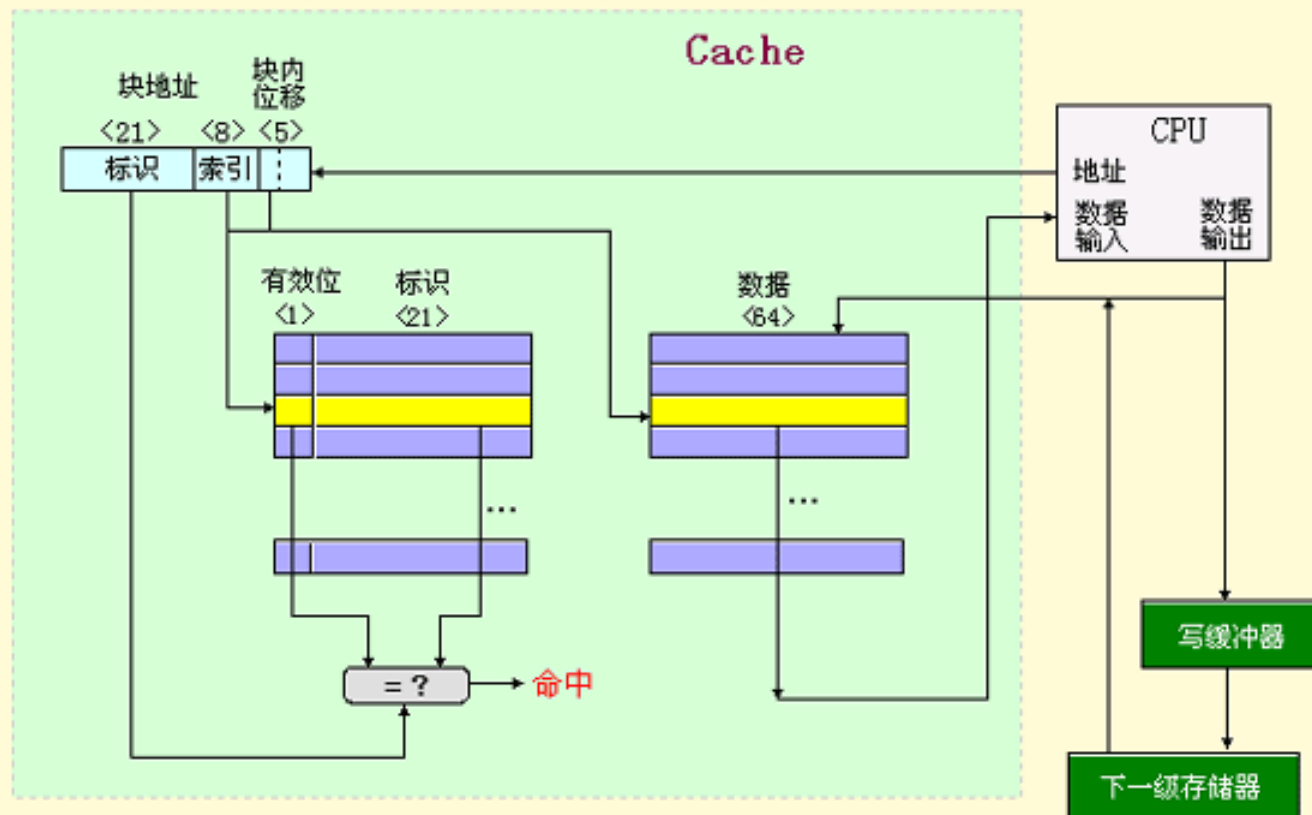 Cache
块地址
块内
位移
<21>
<8>
<5>
标识
索引
CPU
地址
数据
输入
数据
输出
有效位
<1>
标识
<21>
数据
<64>
...
...
= ?
命中
写缓冲器
下一级存储器